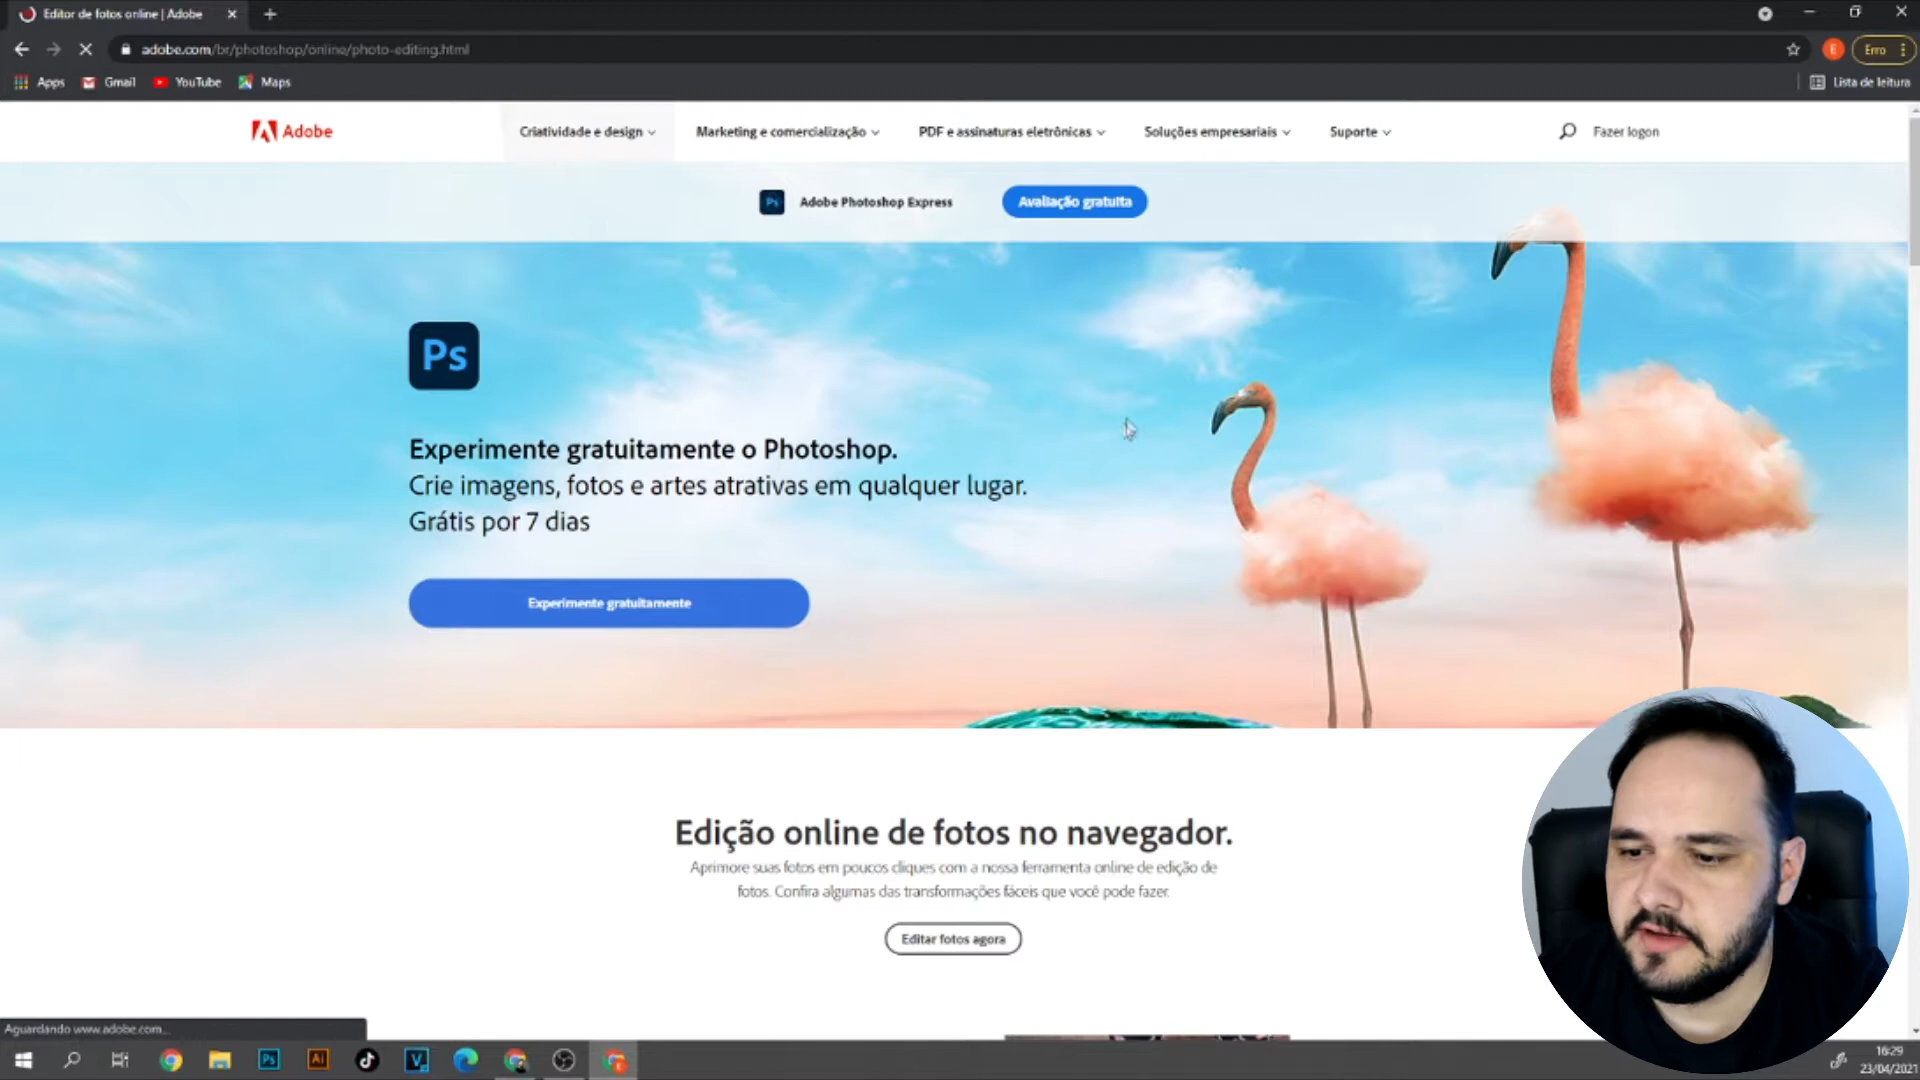 Editor de fotos online | Adobe
adobe.com/br/photoshop/online/photo-editing.html
E
Erro
Apps Gmail YouTube Maps
Lista de leitura
Adobe
Criatividade e design Marketing e comercialização PDF e assinaturas eletrônicas Soluções empresariais Suporte
Fazer logon
Ps Adobe Photoshop Express Avaliação gratuita
Ps
Experimente gratuitamente o Photoshop.
Crie imagens, fotos e artes atrativas em qualquer lugar.
Grátis por 7 dias
Experimente gratuitamente
Edição online de fotos no navegador.
Aprimore suas fotos em poucos cliques com a nossa ferramenta online de edição de
fotos. Confira algumas das transformações fáceis que você pode fazer.
Editar fotos agora
Aguardando www.adobe.com...
Ps Ai V
16:29
23/04/2021